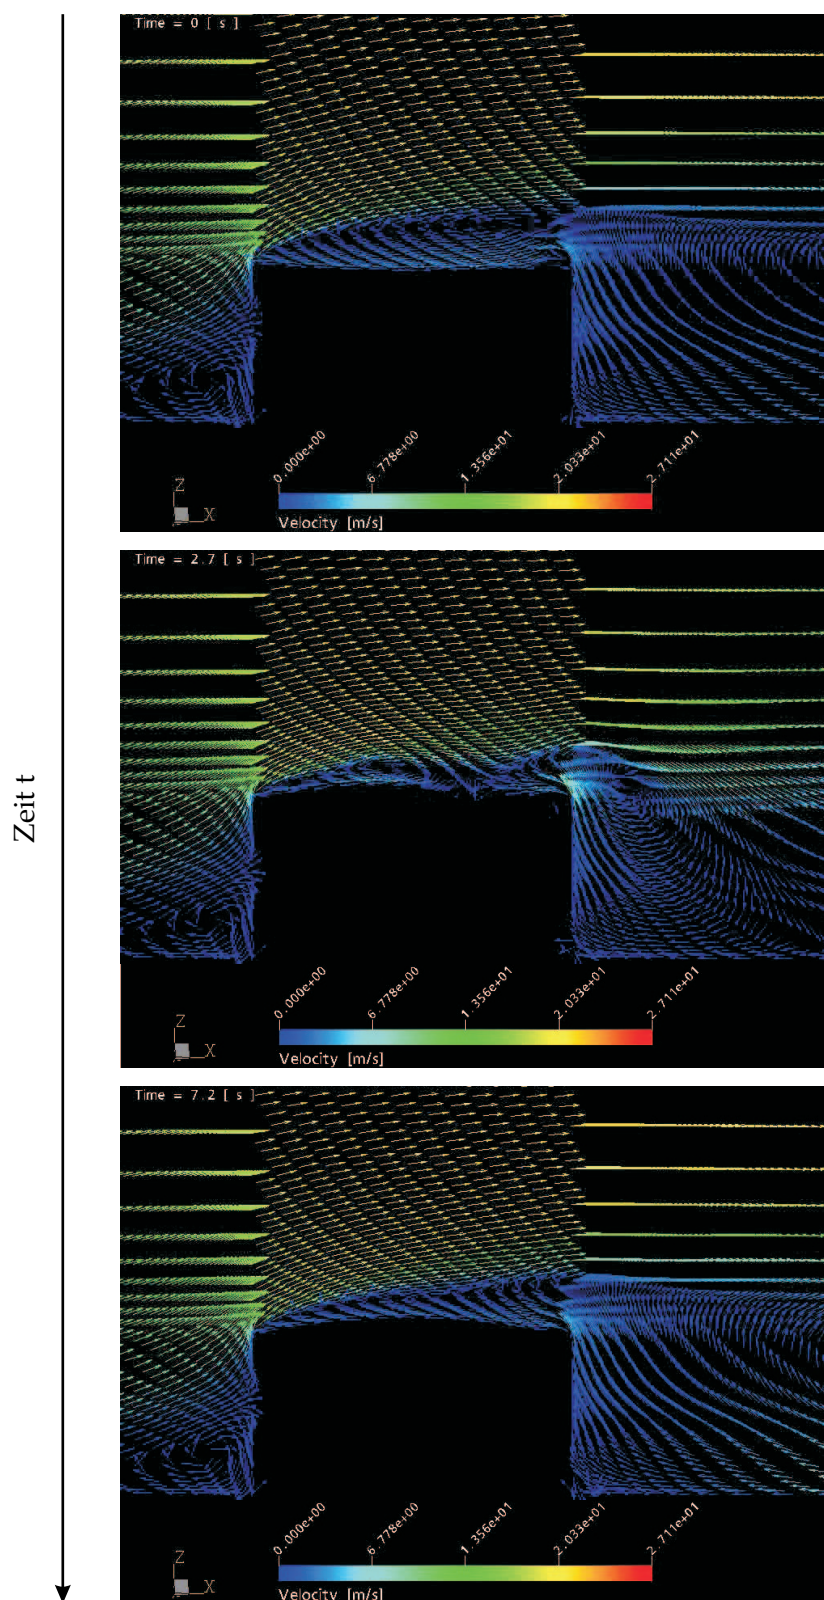 Zeit t
Time = 0 [ s ]
0.000e+00
6.778e+00
1.356e+01
2.033e+01
2.711e+01
Z
X
Velocity [m/s]
Time = 2.7 [ s ]
0.000e+00
6.778e+00
1.356e+01
2.033e+01
2.711e+01
Z
X
Velocity [m/s]
Time = 7.2 [ s ]
0.000e+00
6.778e+00
1.356e+01
2.033e+01
2.711e+01
Z
X
Velocity [m/s]